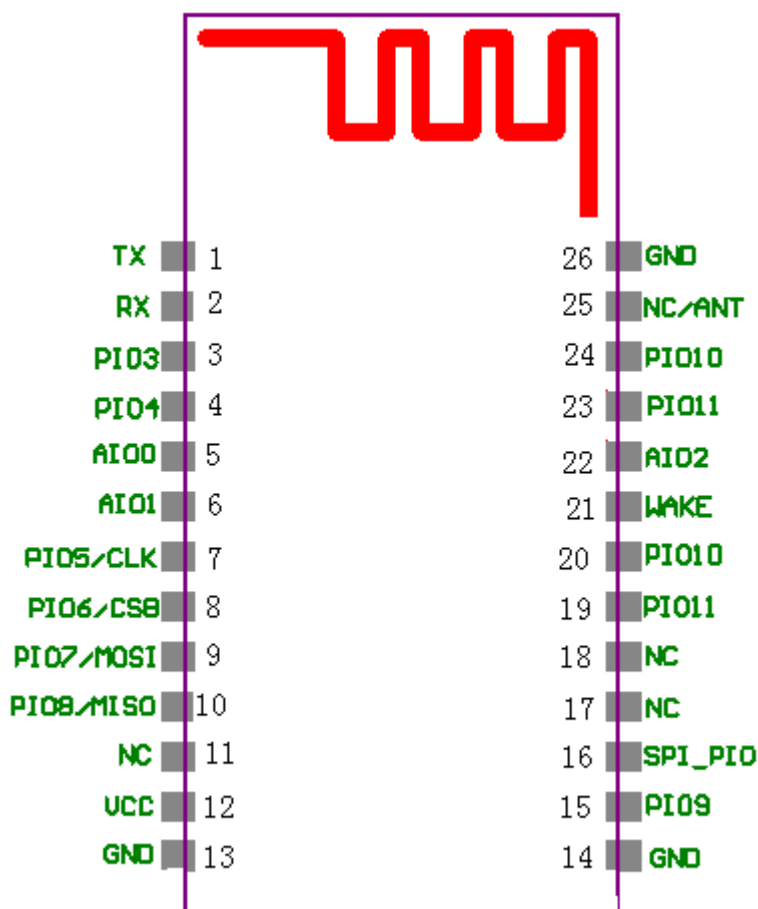 TX 1 26 GND
RX 2 25 NC/ANT
PIO3 3 24 PIO10
PIO4 4 23 PIO11
AIO0 5 22 AIO2
AIO1 6 21 WAKE
PIO5/CLK 7 20 PIO10
PIO6/CSB 8 19 PIO11
PIO7/MOSI 9 18 NC
PIO8/MISO 10 17 NC
NC 11 16 SPI_PIO
VCC 12 15 PIO9
GND 13 14 GND